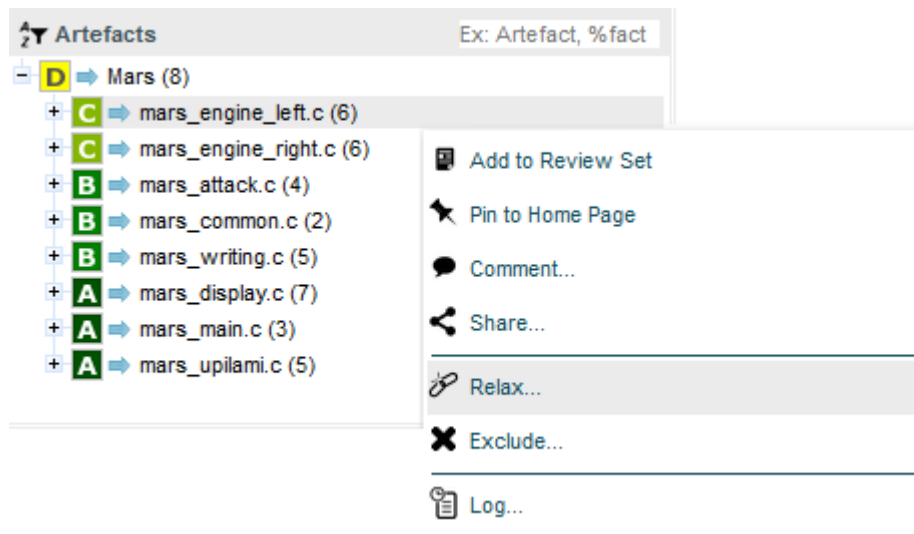 A Z Artefacts Ex: Artefact, %fact
D Mars (8)
C mars_engine_left.c (6)
C mars_engine_right.c (6)
B mars_attack.c (4)
B mars_common.c (2)
B mars_writing.c (5)
A mars_display.c (7)
A mars_main.c (3)
A mars_upilami.c (5)
Add to Review Set
Pin to Home Page
Comment...
Share...
Relax...
Exclude...
Log...